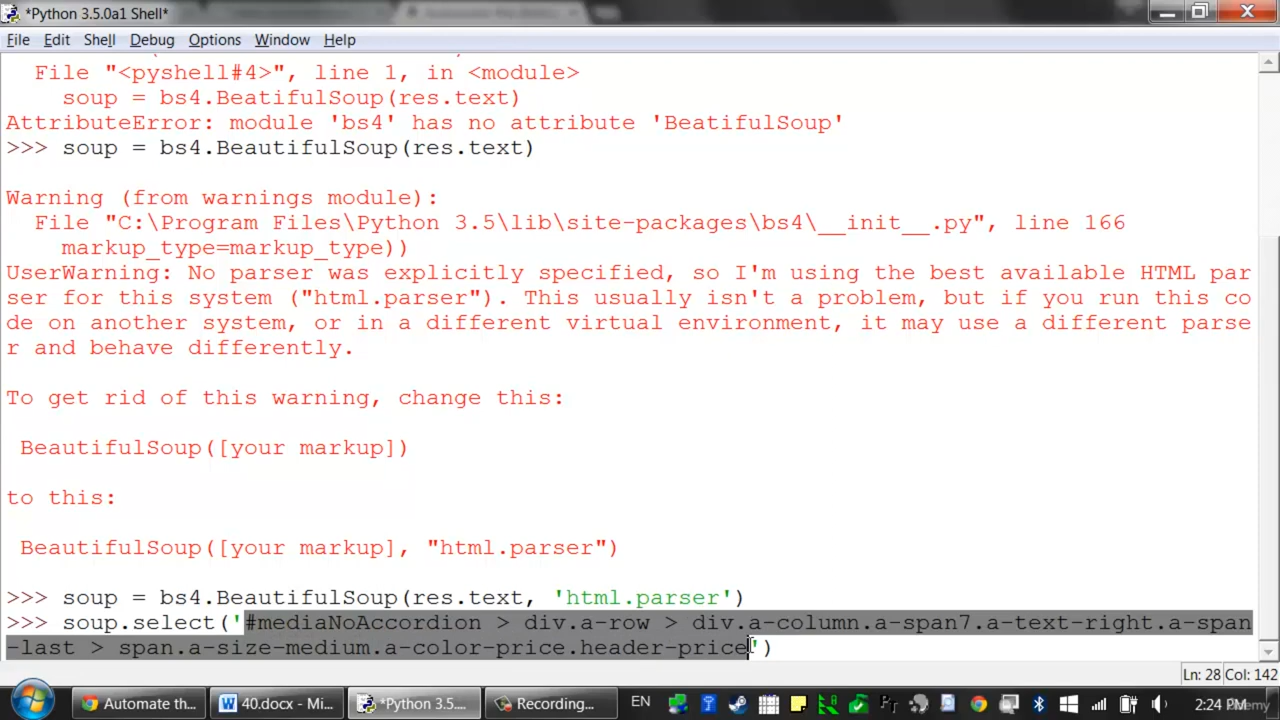 *Python 3.5.0a1 Shell*
File Edit Shell Debug Options Window Help
File "<pyshell#4>", line 1, in <module>
soup = bs4.BeatifulSoup(res.text)
AttributeError: module 'bs4' has no attribute 'BeatifulSoup'
>>> soup = bs4.BeautifulSoup(res.text)
Warning (from warnings module):
File "C:\Program Files\Python 3.5\lib\site-packages\bs4\__init__.py", line 166
markup_type=markup_type))
UserWarning: No parser was explicitly specified, so I'm using the best available HTML par
ser for this system ("html.parser"). This usually isn't a problem, but if you run this co
de on another system, or in a different virtual environment, it may use a different parse
r and behave differently.
To get rid of this warning, change this:
BeautifulSoup([your markup])
to this:
BeautifulSoup([your markup], "html.parser")
>>> soup = bs4.BeautifulSoup(res.text, 'html.parser')
>>> soup.select('#mediaNoAccordion > div.a-row > div.a-column.a-span7.a-text-right.a-span
-last > span.a-size-medium.a-color-price.header-price')
Ln: 28 Col: 142
Automate th... 40.docx - Mi... *Python 3.5.... Recording... EN 2:24 PM